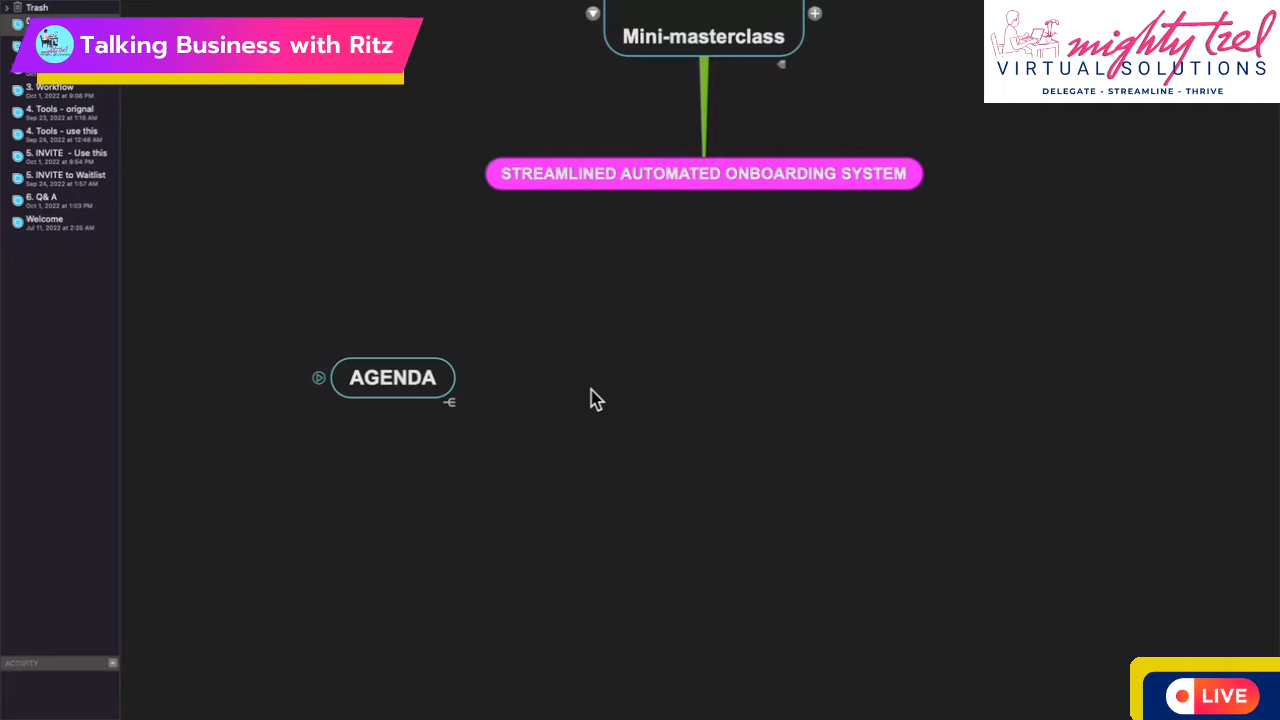 Trash
Talking Business with Ritz
3. Workflow
Oct 1, 2022 at 9:06 PM
4. Tools - orignal
Sep 23, 2022 at 1:16 AM
4. Tools - use this
Sep 24, 2022 at 12:46 AM
5. INVITE - Use this
Oct 1, 2022 at 9:54 PM
5. INVITE to Waitlist
Sep 24, 2022 at 1:57 AM
6. Q& A
Oct 1, 2022 at 1:03 PM
Welcome
Jul 11, 2022 at 2:25 AM
ACTIVITY
Mini-masterclass
STREAMLINED AUTOMATED ONBOARDING SYSTEM
AGENDA
mighty tzel
VIRTUAL SOLUTIONS
DELEGATE - STREAMLINE - THRIVE
LIVE